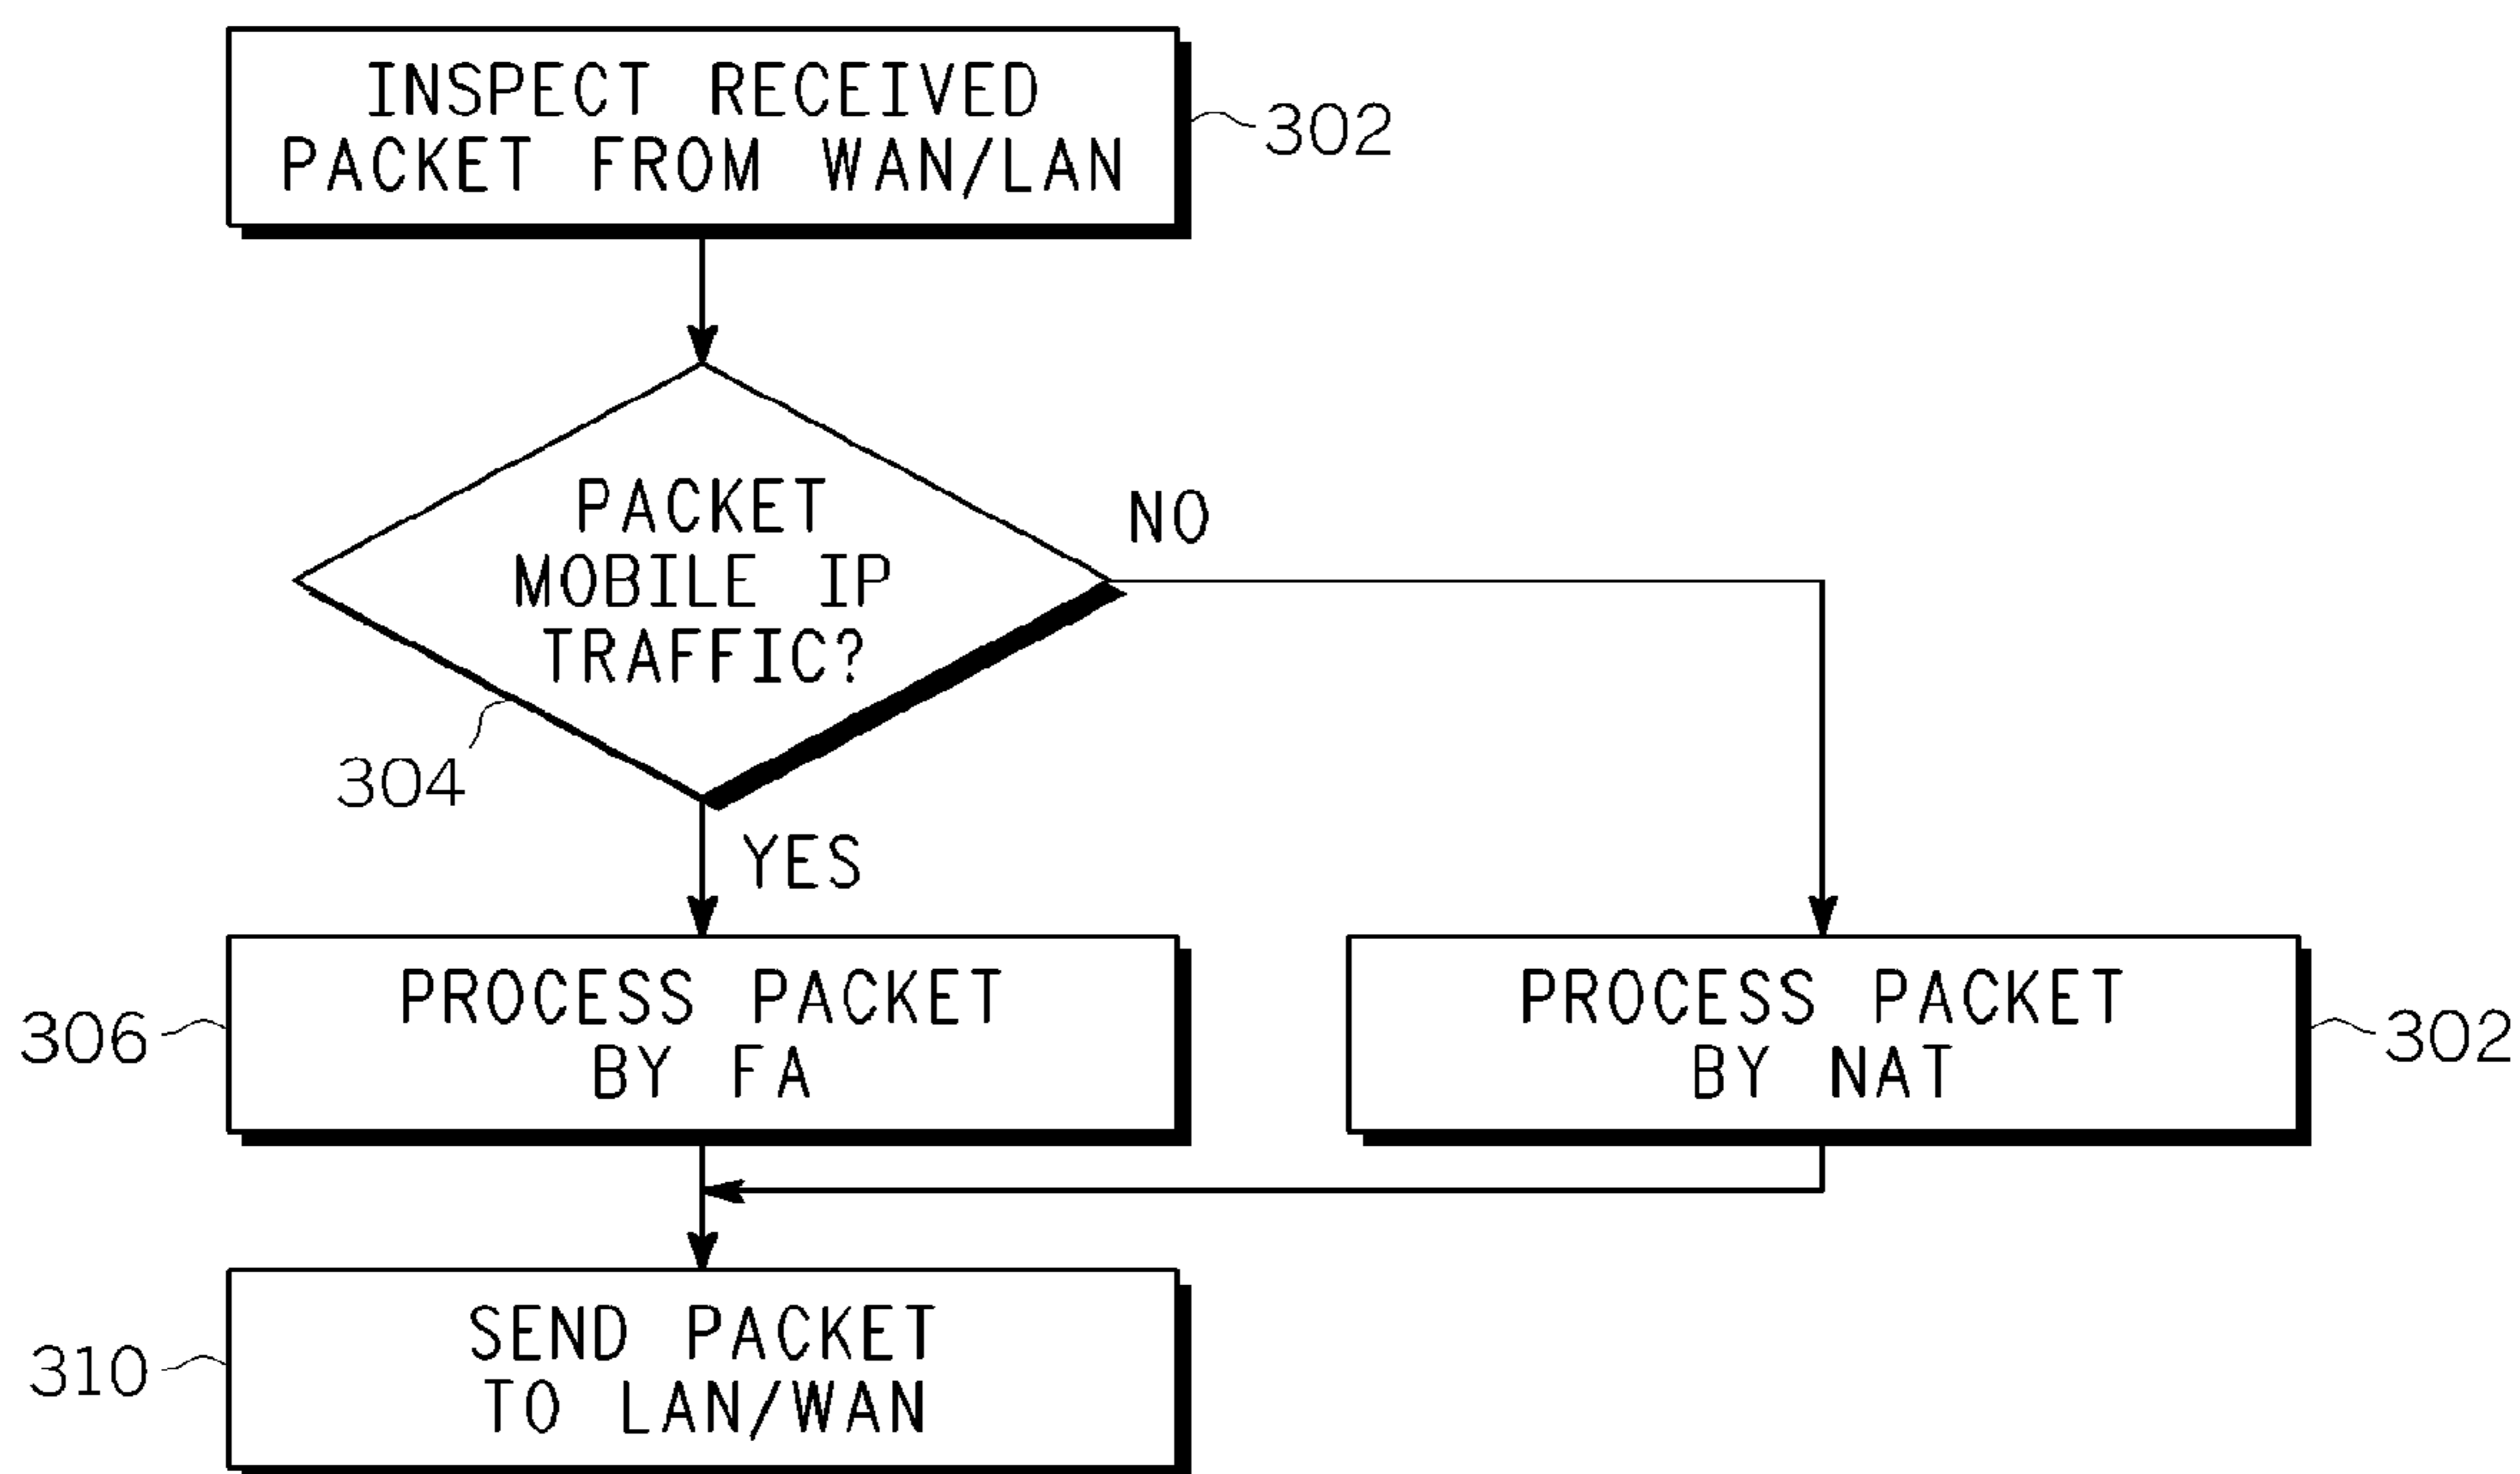 INSPECT RECEIVED
PACKET FROM WAN/LAN
302
PACKET
MOBILE IP
TRAFFIC?
NO
304
YES
PROCESS PACKET
BY FA
306
PROCESS PACKET
BY NAT
302
SEND PACKET
TO LAN/WAN
310